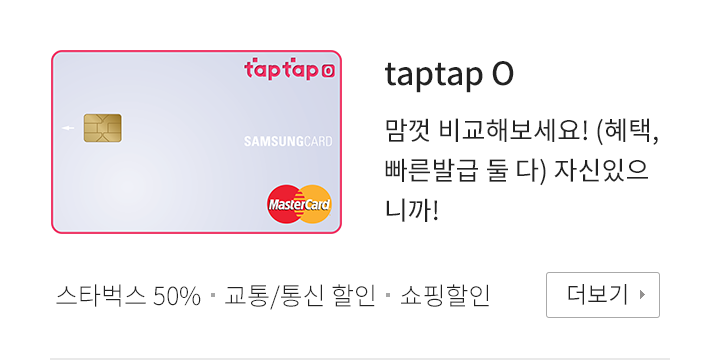 taptap O
SAMSUNGCARD
MasterCard
taptap O
맘껏 비교해보세요! (혜택,
빠른발급 둘 다) 자신있으
니까!
스타벅스 50% ▪ 교통/통신 할인 ▪ 쇼핑할인
더보기